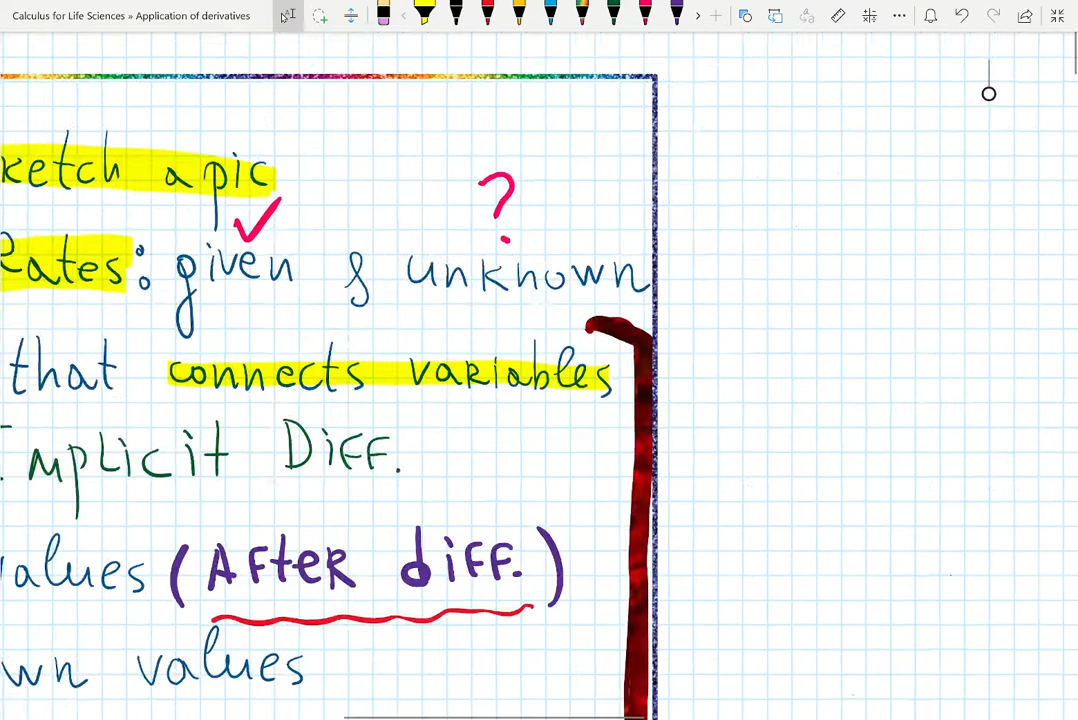 Calculus for Life Sciences » Application of derivatives
ketch a pic
?
Rates: given & unknown
that connects variables
Implicit Diff.
alues (After diff.)
wn values